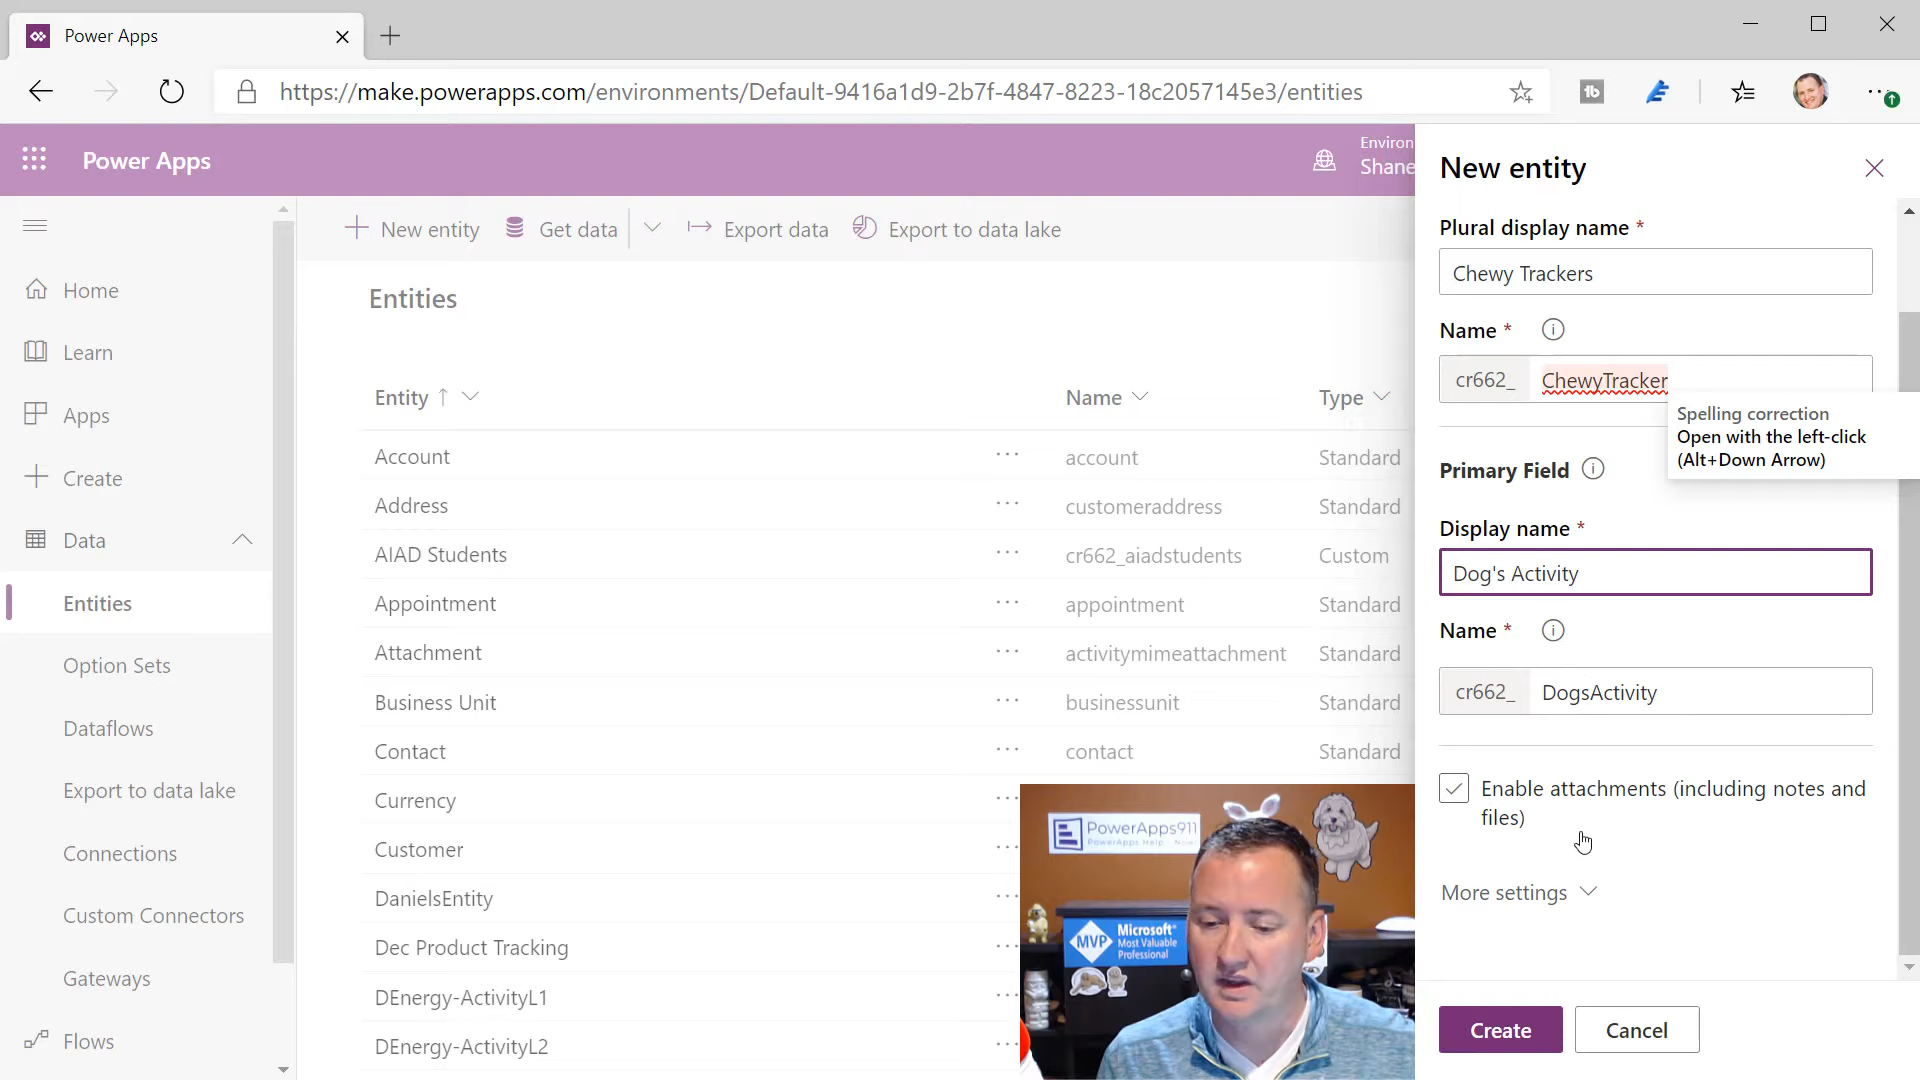 Power Apps
https://make.powerapps.com/environments/Default-9416a1d9-2b7f-4847-8223-18c2057145e3/entities
Power Apps
Environ
Shane
New entity
Get data
Export data
Export to data lake
Home
Learn
Apps
Create
Data
Entities
Option Sets
Dataflows
Export to data lake
Connections
Custom Connectors
Gateways
Flows
Entities
Entity Name Type
Account ··· account Standard
Address ··· customeraddress Standard
AIAD Students ··· cr662_aiadstudents Custom
Appointment ··· appointment Standard
Attachment ··· activitymimeattachment Standard
Business Unit ··· businessunit Standard
Contact ··· contact Standard
Currency
Customer
DanielsEntity
Dec Product Tracking
DEnergy-ActivityL1
DEnergy-ActivityL2
PowerApps911
PowerApps Help... Now!
MVP
Microsoft®
Most Valuable
Professional
New entity
Plural display name *
Chewy Trackers
Name *
cr662_ ChewyTracker
Spelling correction
Open with the left-click
(Alt+Down Arrow)
Primary Field
Display name *
Dog's Activity
Name *
cr662_ DogsActivity
Enable attachments (including notes and
files)
More settings
Create
Cancel